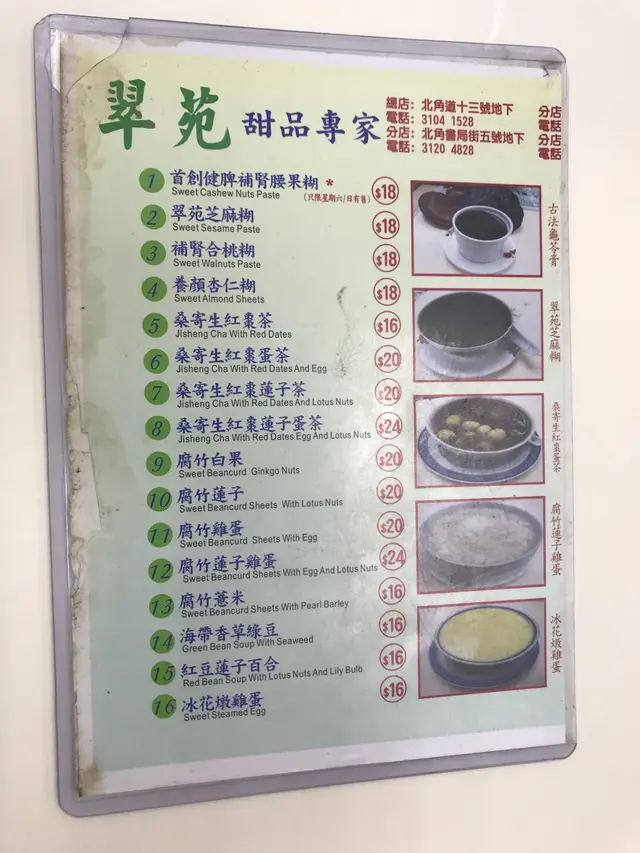 翠苑 甜品專家
總店: 北角道十三號地下
電話: 3104 1528
分店: 北角書局街五號地下
電話: 3120 4828
分店
電話
分店
電話
1 首創健脾補腎腰果糊 * (只限星期六/日有售) $18
Sweet Cashew Nuts Paste
2 翠苑芝麻糊 $18
Sweet Sesame Paste
3 補腎合桃糊 $18
Sweet Walnuts Paste
4 養顏杏仁糊 $18
Sweet Almond Sheets
5 桑寄生紅棗茶 $16
Jisheng Cha With Red Dates
6 桑寄生紅棗蛋茶 $20
Jisheng Cha With Red Dates And Egg
7 桑寄生紅棗蓮子茶 $20
Jisheng Cha With Red Dates And Lotus Nuts
8 桑寄生紅棗蓮子蛋茶 $24
Jisheng Cha With Red Dates Egg And Lotus Nuts
9 腐竹白果 $20
Sweet Beancurd Ginkgo Nuts
10 腐竹蓮子 $20
Sweet Beancurd Sheets With Lotus Nuts
11 腐竹雞蛋 $20
Sweet Beancurd Sheets With Egg
12 腐竹蓮子雞蛋 $24
Sweet Beancurd Sheets With Egg And Lotus Nuts
13 腐竹薏米 $16
Sweet Beancurd Sheets With Pearl Barley
14 海帶香草綠豆 $16
Green Bean Soup With Seaweed
15 紅豆蓮子百合 $16
Red Bean Soup With Lotus Nuts And Lily Bulb
16 冰花燉雞蛋 $16
Sweet Steamed Egg
古法龜苓膏
翠苑芝麻糊
桑寄生紅棗蛋茶
腐竹蓮子雞蛋
冰花燉雞蛋